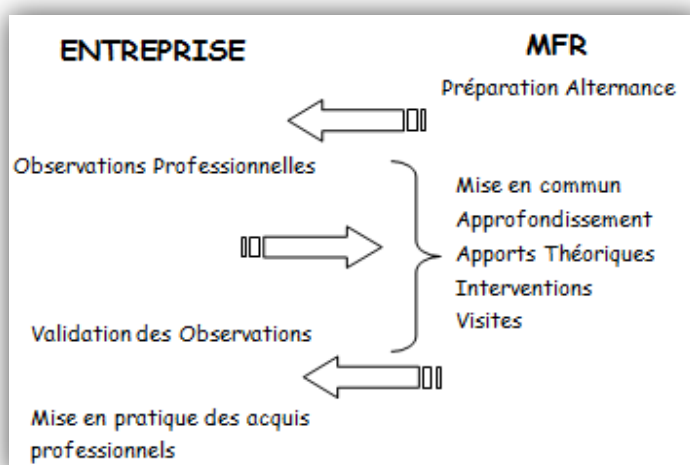 ENTREPRISE
MFR
Préparation Alternance
Observations Professionnelles
Mise en commun
Approfondissement
Apports Théoriques
Interventions
Visites
Validation des Observations
Mise en pratique des acquis
professionnels